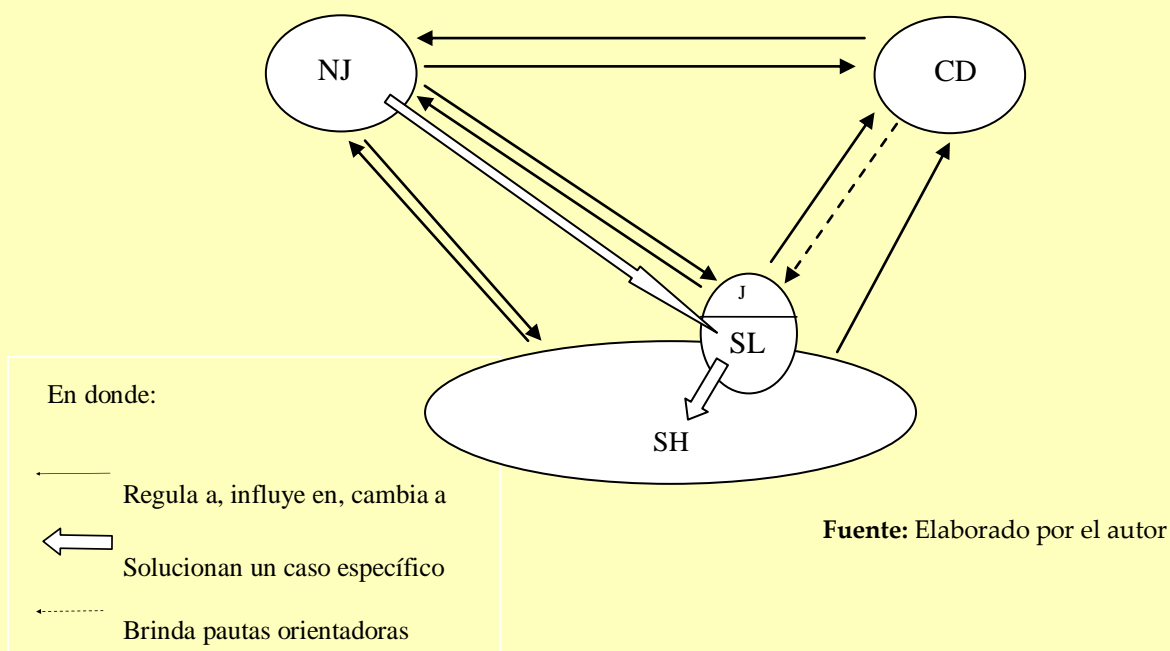 NJ
CD
J
SL
SH
En donde:
Regula a, influye en, cambia a
Solucionan un caso específico
Brinda pautas orientadoras
Fuente: Elaborado por el autor